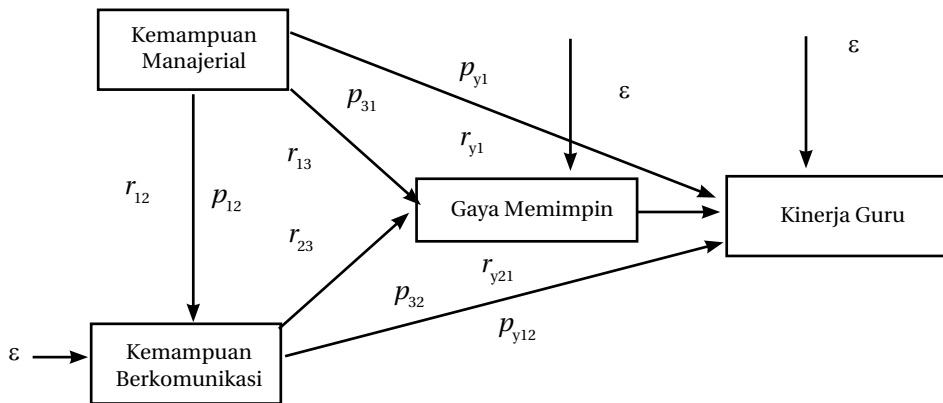 Kemampuan
Manajerial
ε
ε
p_y1
p_31
r_y1
r_13
r_12
p_12
Gaya Memimpin
Kinerja Guru
r_23
r_y21
p_32
p_y12
ε
Kemampuan
Berkomunikasi